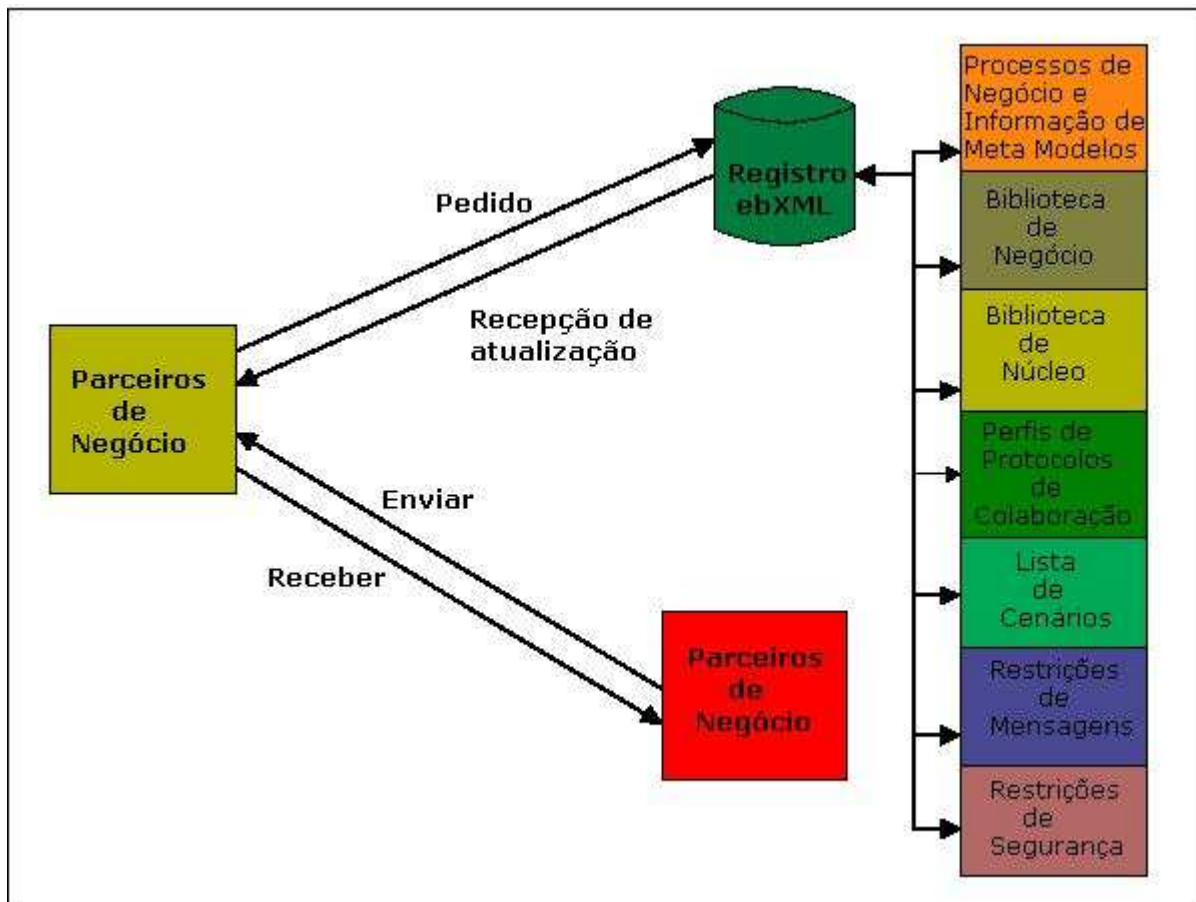 Processos de
Negócio e
Informação de
Meta Modelos
Registro
ebXML
Pedido
Biblioteca
de
Negócio
Recepção de
atualização
Biblioteca
de
Núcleo
Parceiros
de
Negócio
Perfis de
Protocolos
de
Colaboração
Enviar
Receber
Lista
de
Cenários
Parceiros
de
Negócio
Restrições
de
Mensagens
Restrições
de
Segurança